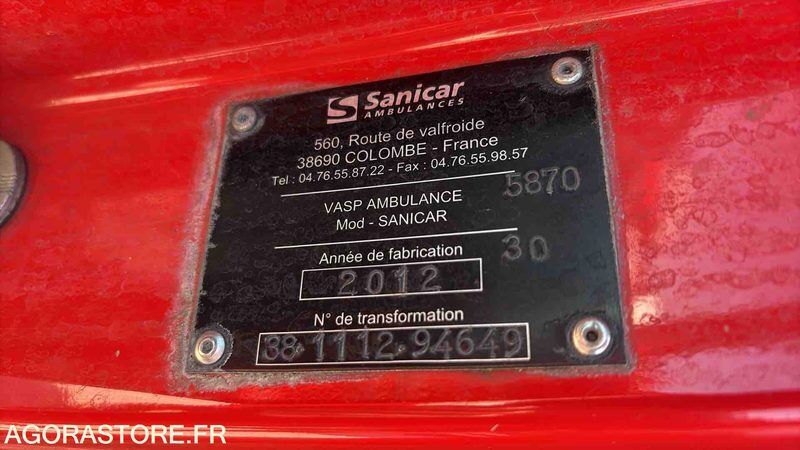 Sanicar
AMBULANCES
560, Route de valfroide
38690 COLOMBE - France
Tel : 04.76.55.87.22 - Fax : 04.76.55.98.57
5870
VASP AMBULANCE
Mod - SANICAR
30
Année de fabrication
2012
N° de transformation
38·1112·94649
AGORASTORE.FR